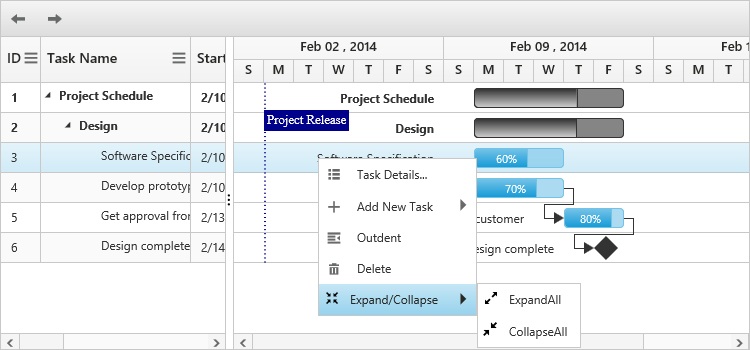 Feb 02 , 2014 Feb 09 , 2014 Feb 1
ID Task Name Start
S M T W T F S S M T W T F S S M T
1 Project Schedule 2/10 Project Schedule
Project Release
2 Design 2/10 Design
3 Software Specific 2/10 Software Specification 60%
Task Details...
4 Develop prototyp 2/10 70%
Add New Task
5 Get approval fron 2/13 customer 80%
Outdent
6 Design complete 2/14 esign complete
Delete
Expand/Collapse ExpandAll
CollapseAll